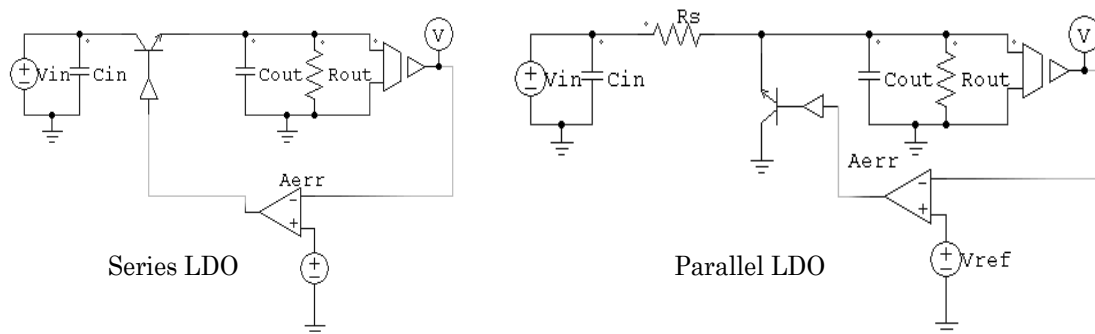 V
Vin
Cin
Cout
Rout
Aerr
Series LDO
Rs
V
Vin
Cin
Cout
Rout
Aerr
Vref
Parallel LDO